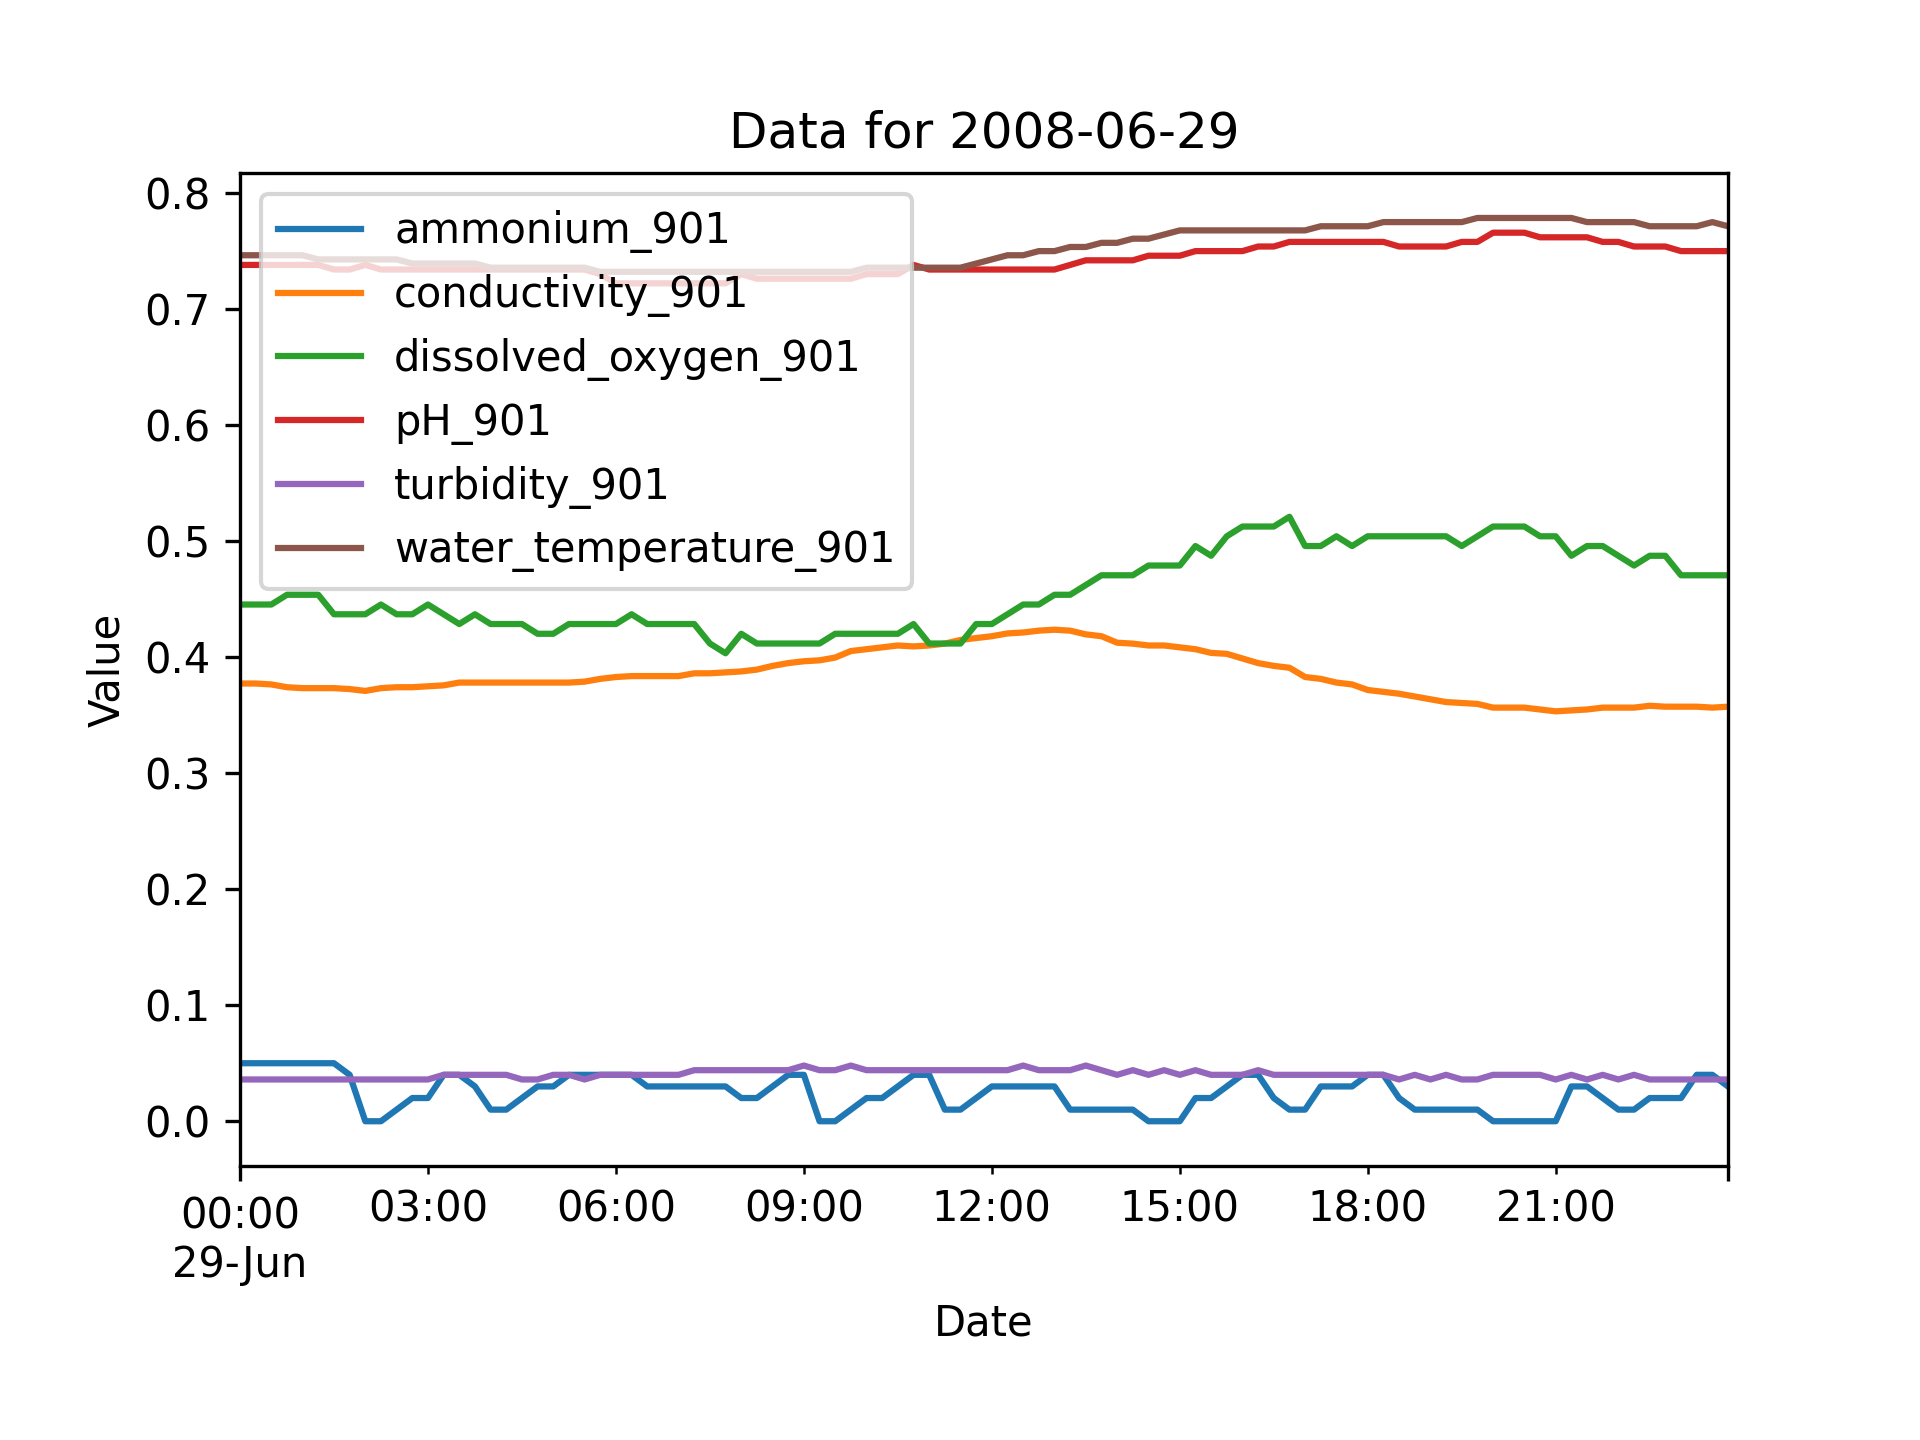 Data for 2008-06-29
0.8
0.7
0.6
0.5
0.4
0.3
0.2
0.1
0.0
Value
ammonium_901
conductivity_901
dissolved_oxygen_901
pH_901
turbidity_901
water_temperature_901
00:00 03:00 06:00 09:00 12:00 15:00 18:00 21:00
29-Jun
Date